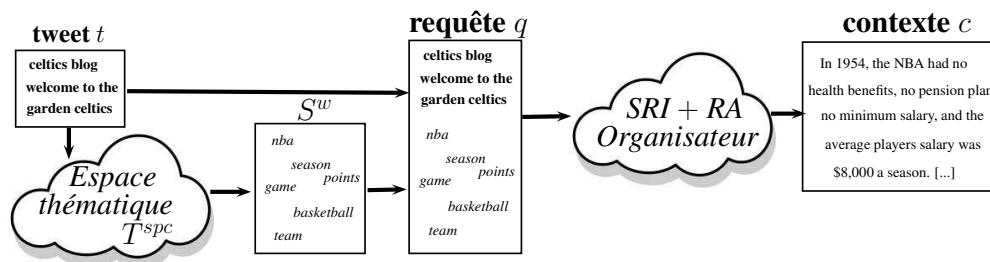 tweet t
celtics blog
welcome to the
garden celtics
Espace
thématique
T^spc
S^w
nba
season
points
game
basketball
team
requête q
celtics blog
welcome to the
garden celtics
nba
season
points
game
basketball
team
SRI + RA
Organisateur
contexte c
In 1954, the NBA had no
health benefits, no pension plan
no minimum salary, and the
average players salary was
$8,000 a season. [...]